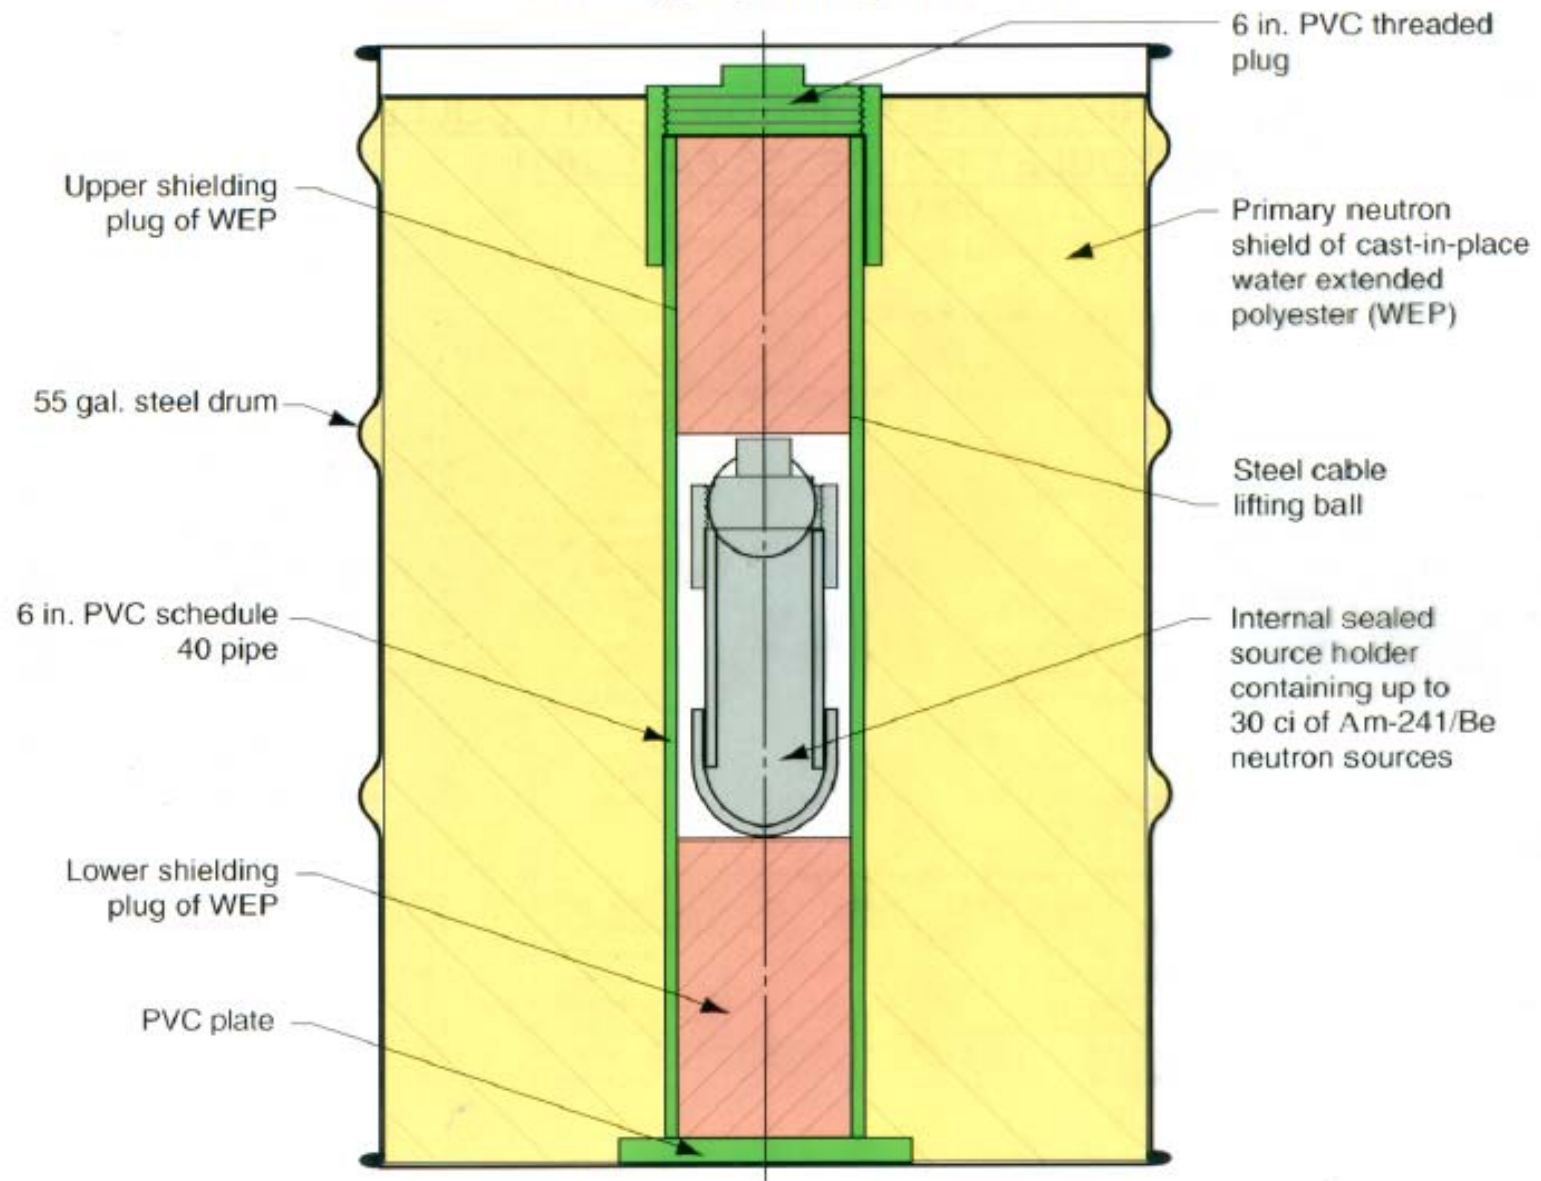 6 in. PVC threaded
plug
Upper shielding
plug of WEP
Primary neutron
shield of cast-in-place
water extended
polyester (WEP)
55 gal. steel drum
Steel cable
lifting ball
6 in. PVC schedule
40 pipe
Internal sealed
source holder
containing up to
30 ci of Am-241/Be
neutron sources
Lower shielding
plug of WEP
PVC plate